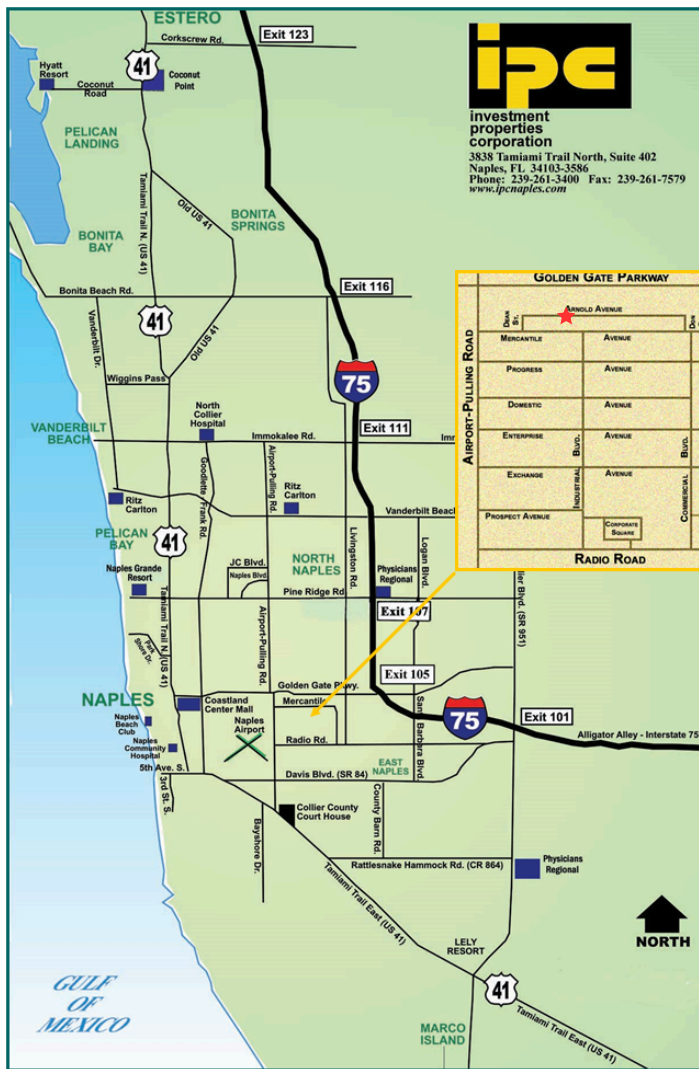 ESTERO
Corkscrew Rd.
Exit 123
41
Hyatt
Resort
Coconut
Road
Coconut
Point
ipc
investment
properties
corporation
3838 Tamiami Trail North, Suite 402
Naples, FL  34103-3586
Phone:  239-261-3400   Fax:  239-261-7579
www.ipcnaples.com
PELICAN
LANDING
Tamiami Trail N. (US 41)
Old US 41
BONITA
SPRINGS
BONITA
BAY
Bonita Beach Rd.
Exit 116
Vanderbilt Dr.
41
Old US 41
Wiggins Pass
75
GOLDEN GATE PARKWAY
AIRPORT-PULLING ROAD
DEAN
ST.
ARNOLD AVENUE
DON
MERCANTILE
AVENUE
PROGRESS
AVENUE
DOMESTIC
AVENUE
ENTERPRISE
AVENUE
EXCHANGE
AVENUE
INDUSTRIAL
BLVD.
COMMERCIAL
BLVD.
PROSPECT AVENUE
CORPORATE
SQUARE
RADIO ROAD
North
Collier
Hospital
Exit 111
VANDERBILT
BEACH
Immokalee Rd.
Imm
Goodlette
Frank Rd.
Airport-Pulling Rd.
Ritz
Carlton
Ritz
Carlton
Vanderbilt Beach
PELICAN
BAY
41
Livingston Rd.
Logan Blvd.
Naples Grande
Resort
JC Blvd.
Naples Blvd.
NORTH
NAPLES
Physicians
Regional
Pine Ridge Rd.
Exit 107
lier Blvd. (SR 951)
Tamiami Trail N. (US 41)
Park
Shore Dr.
Airport-Pulling Rd.
Exit 105
Golden Gate Pkwy.
NAPLES
Coastland
Center Mall
Mercantile
Naples
Airport
75
Exit 101
Naples
Beach
Club
Naples
Community
Hospital
Radio Rd.
Santa Barbara Blvd.
Alligator Alley - Interstate 75
5th Ave. S.
EAST
NAPLES
Davis Blvd. (SR 84)
3rd St. S.
Collier County
Court House
County
Barn Rd.
Bayshore Dr.
Rattlesnake Hammock Rd. (CR 864)
Physicians
Regional
Tamiami Trail East (US 41)
NORTH
LELY
RESORT
41
GULF
OF
MEXICO
Tamiami Trail East (US 41)
MARCO
ISLAND